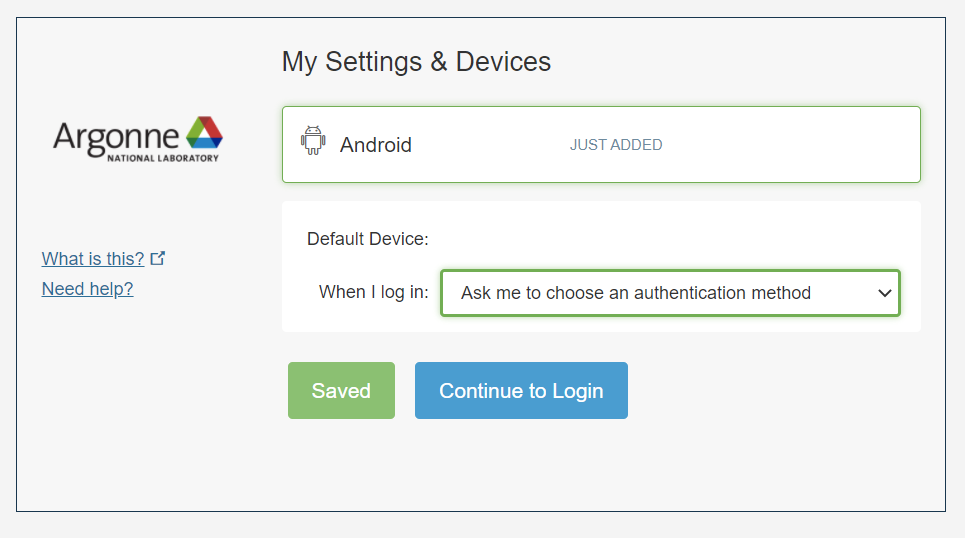 My Settings & Devices
Argonne
NATIONAL LABORATORY
Android JUST ADDED
What is this?
Need help?
Default Device:
When I log in: Ask me to choose an authentication method
Saved Continue to Login